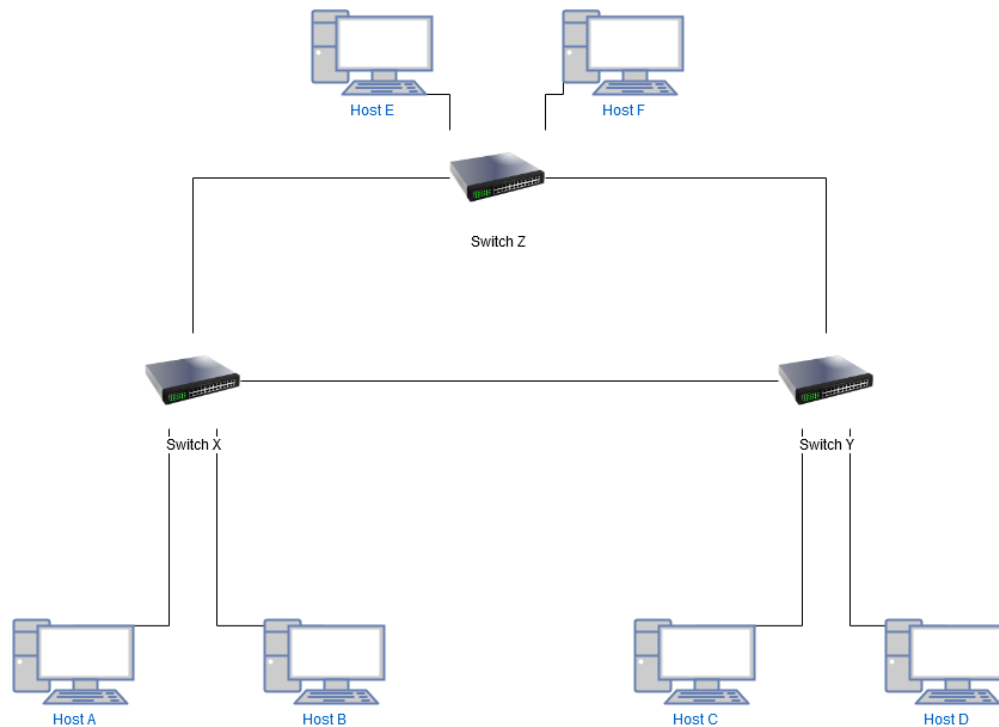 Host E
Host F
Switch Z
Switch X
Switch Y
Host A
Host B
Host C
Host D